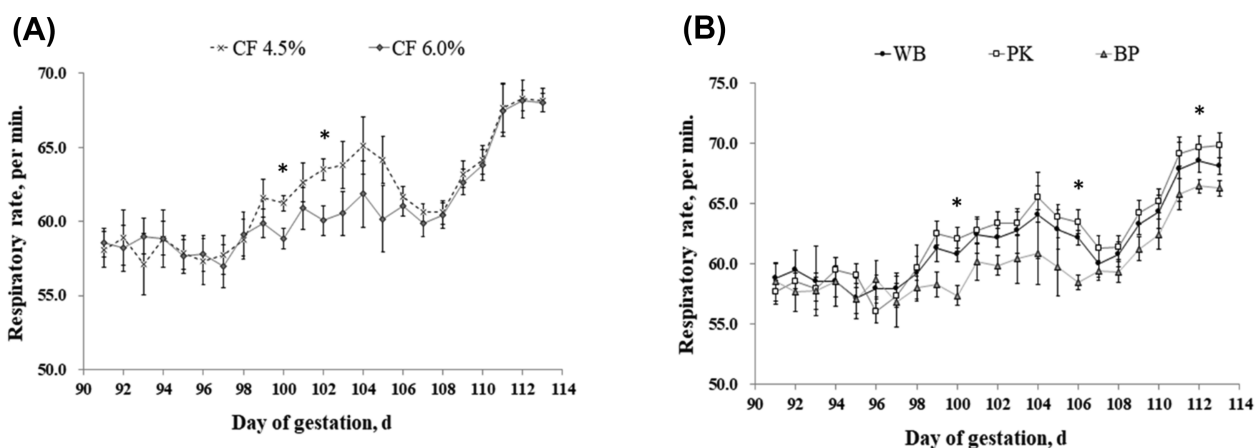 (A)
CF 4.5% CF 6.0%
70.0
65.0
60.0
55.0
50.0
Respiratory rate, per min.
* *
90 92 94 96 98 100 102 104 106 108 110 112 114
Day of gestation, d
(B)
WB PK BP
75.0
70.0
65.0
60.0
55.0
50.0
Respiratory rate, per min.
* * *
90 92 94 96 98 100 102 104 106 108 110 112 114
Day of gestation, d